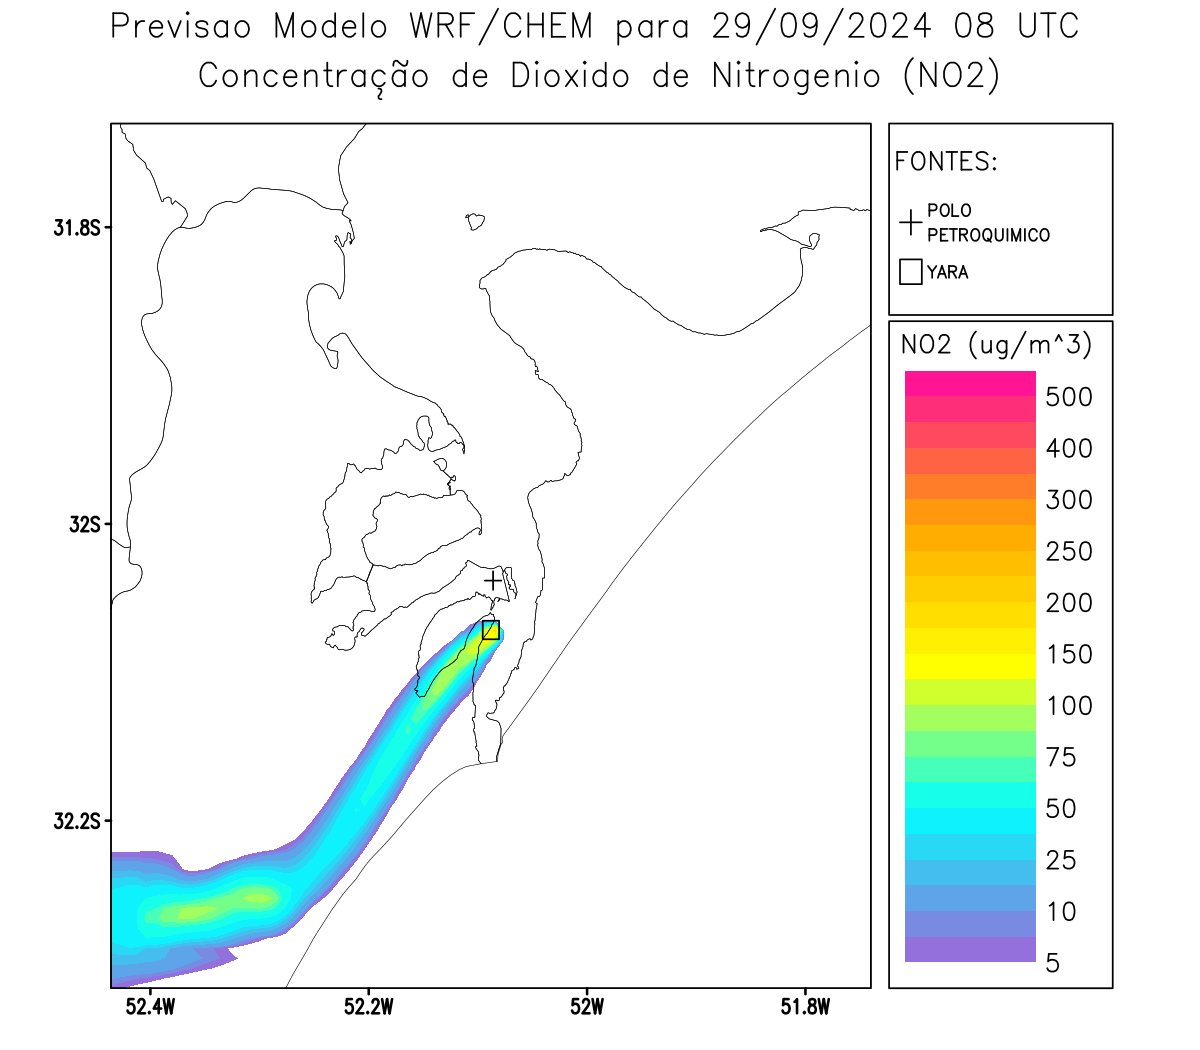 Previsao Modelo WRF/CHEM para 29/09/2024 08 UTC
Concentração de Dioxido de Nitrogenio (NO2)
FONTES:
POLO
PETROQUIMICO
YARA
NO2 (ug/m^3)
500
400
300
250
200
150
100
75
50
25
10
5
31.8S
32S
32.2S
52.4W
52.2W
52W
51.8W